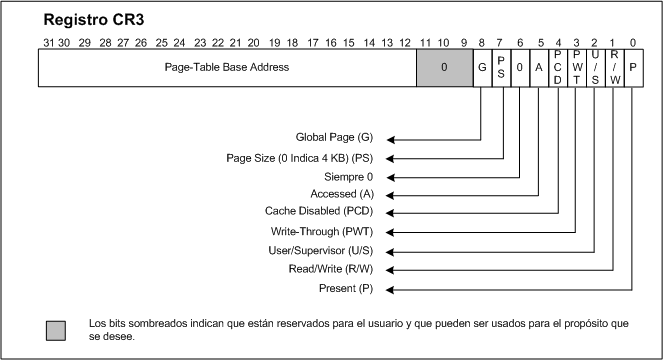 Registro CR3
31 30 29 28 27 26 25 24 23 22 21 20 19 18 17 16 15 14 13 12 11 10 9 8 7 6 5 4 3 2 1 0
Page-Table Base Address 0 G PS 0 A PCD PWT U/S R/W P
Global Page (G)
Page Size (0 Indica 4 KB) (PS)
Siempre 0
Accessed (A)
Cache Disabled (PCD)
Write-Through (PWT)
User/Supervisor (U/S)
Read/Write (R/W)
Present (P)
Los bits sombreados indican que están reservados para el usuario y que pueden ser usados para el propósito que
se desee.